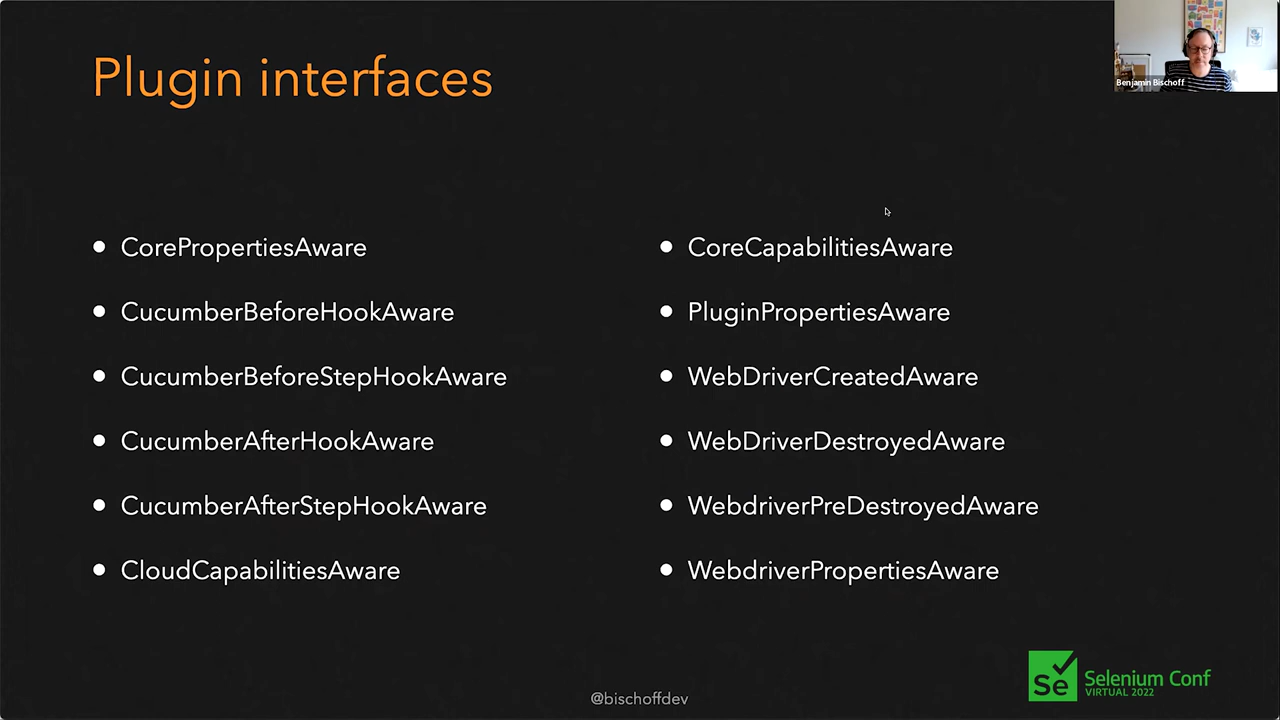 Plugin interfaces
Benjamin Bischoff
CorePropertiesAware
CucumberBeforeHookAware
CucumberBeforeStepHookAware
CucumberAfterHookAware
CucumberAfterStepHookAware
CloudCapabilitiesAware
CoreCapabilitiesAware
PluginPropertiesAware
WebDriverCreatedAware
WebDriverDestroyedAware
WebdriverPreDestroyedAware
WebdriverPropertiesAware
@bischoffdev
Se
Selenium Conf
VIRTUAL 2022